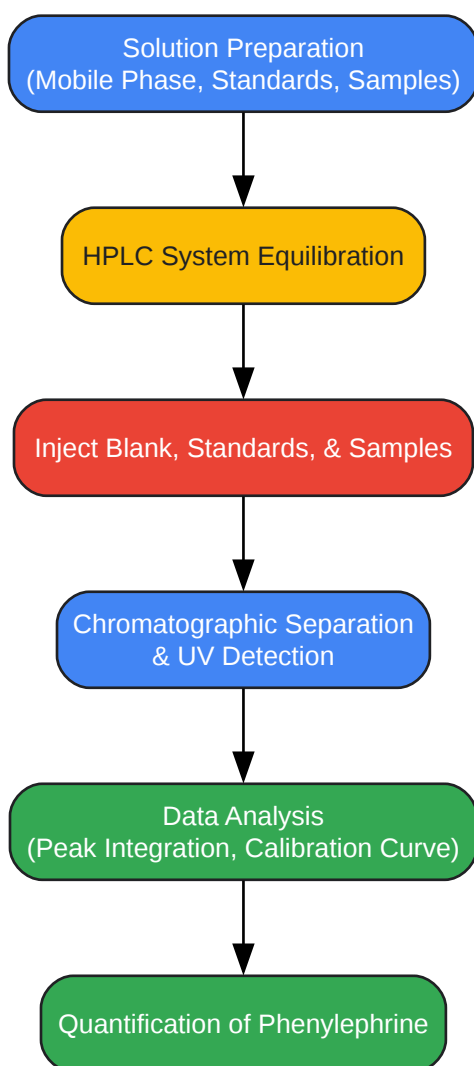 Solution Preparation
(Mobile Phase, Standards, Samples)
HPLC System Equilibration
Inject Blank, Standards, & Samples
Chromatographic Separation
& UV Detection
Data Analysis
(Peak Integration, Calibration Curve)
Quantification of Phenylephrine